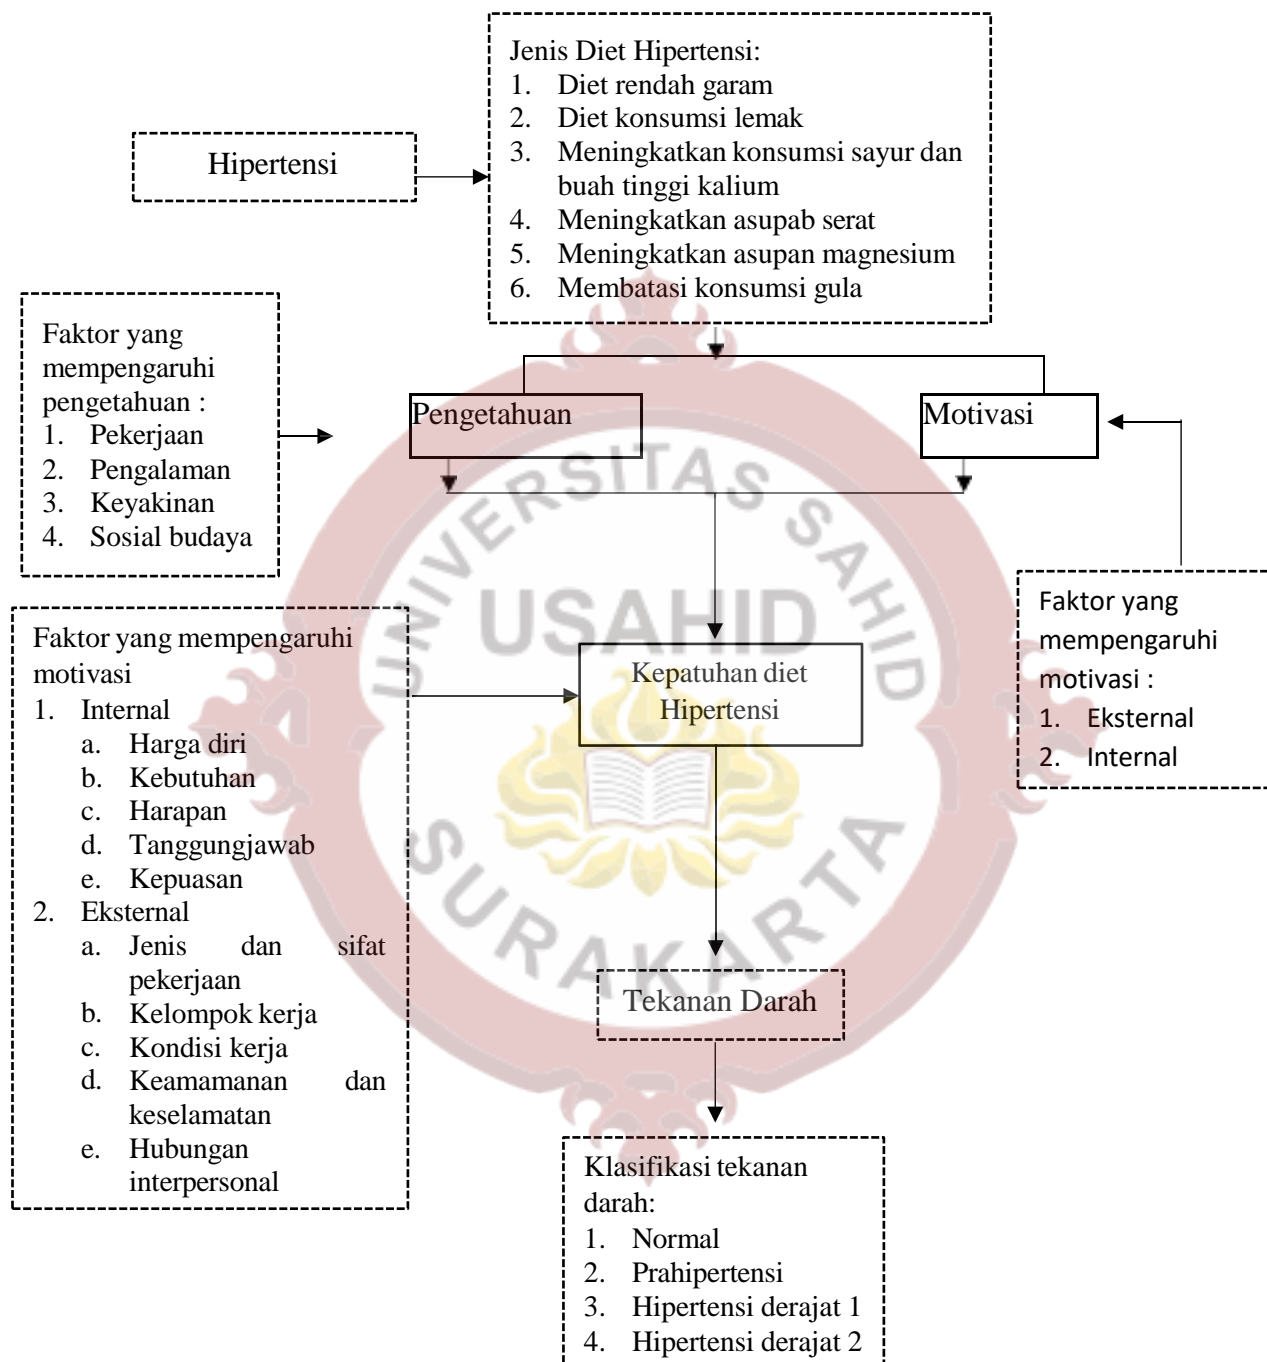 Jenis Diet Hipertensi:
1. Diet rendah garam
2. Diet konsumsi lemak
3. Meningkatkan konsumsi sayur dan
buah tinggi kalium
4. Meningkatkan asupab serat
5. Meningkatkan asupan magnesium
6. Membatasi konsumsi gula
Hipertensi
Faktor yang
mempengaruhi
pengetahuan :
1. Pekerjaan
2. Pengalaman
3. Keyakinan
4. Sosial budaya
Pengetahuan
Motivasi
Faktor yang
mempengaruhi
motivasi :
1. Eksternal
2. Internal
Faktor yang mempengaruhi
motivasi
1. Internal
a. Harga diri
b. Kebutuhan
c. Harapan
d. Tanggungjawab
e. Kepuasan
2. Eksternal
a. Jenis dan sifat
pekerjaan
b. Kelompok kerja
c. Kondisi kerja
d. Keamamanan dan
keselamatan
e. Hubungan
interpersonal
Kepatuhan diet
Hipertensi
Tekanan Darah
Klasifikasi tekanan
darah:
1. Normal
2. Prahipertensi
3. Hipertensi derajat 1
4. Hipertensi derajat 2
UNIVERSITAS SAHID
USAHID
SURAKARTA